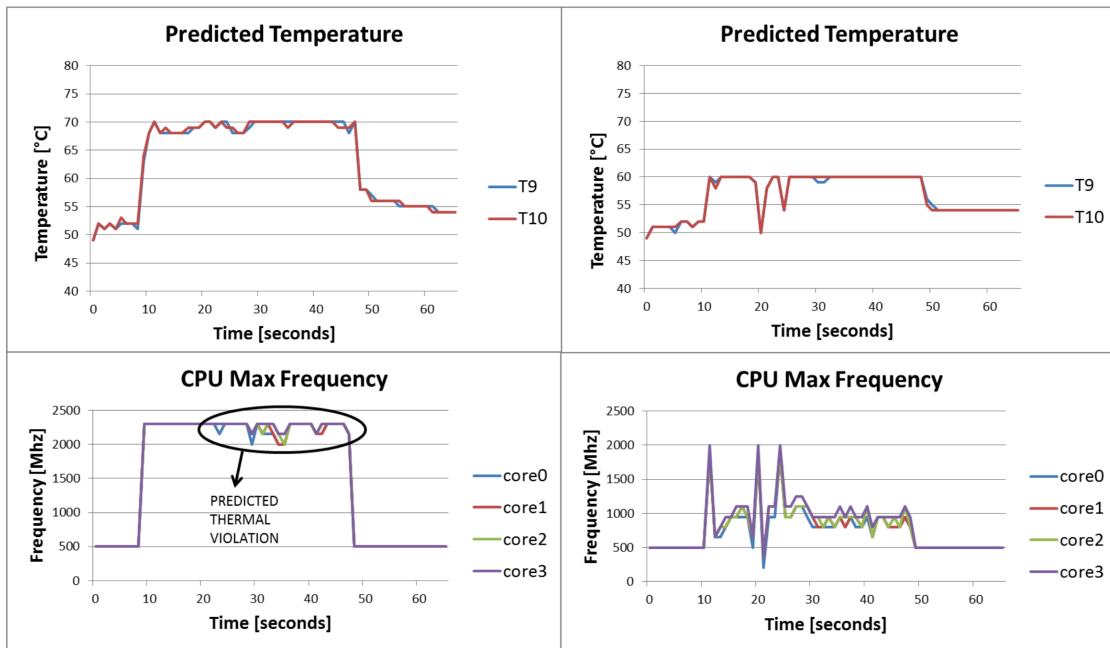 Predicted Temperature
80
75
70
65
60
55
50
45
40
Temperature [°C]
0 10 20 30 40 50 60
Time [seconds]
T9
T10
Predicted Temperature
80
75
70
65
60
55
50
45
40
Temperature [°C]
0 10 20 30 40 50 60
Time [seconds]
T9
T10
CPU Max Frequency
2500
2000
1500
1000
500
0
Frequency [Mhz]
PREDICTED
THERMAL
VIOLATION
0 10 20 30 40 50 60
Time [seconds]
core0
core1
core2
core3
CPU Max Frequency
2500
2000
1500
1000
500
0
Frequency [Mhz]
0 10 20 30 40 50 60
Time [seconds]
core0
core1
core2
core3